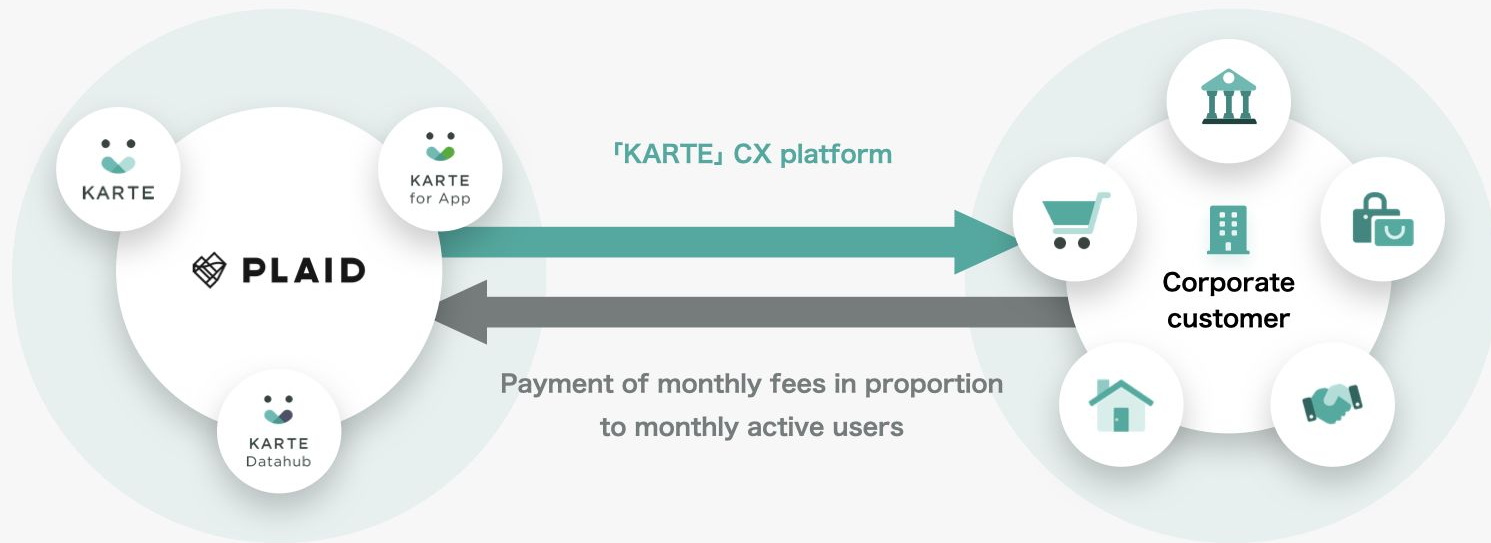 KARTE
KARTE
for App
PLAID
KARTE
Datahub
「KARTE」 CX platform
Payment of monthly fees in proportion
to monthly active users
Corporate
customer